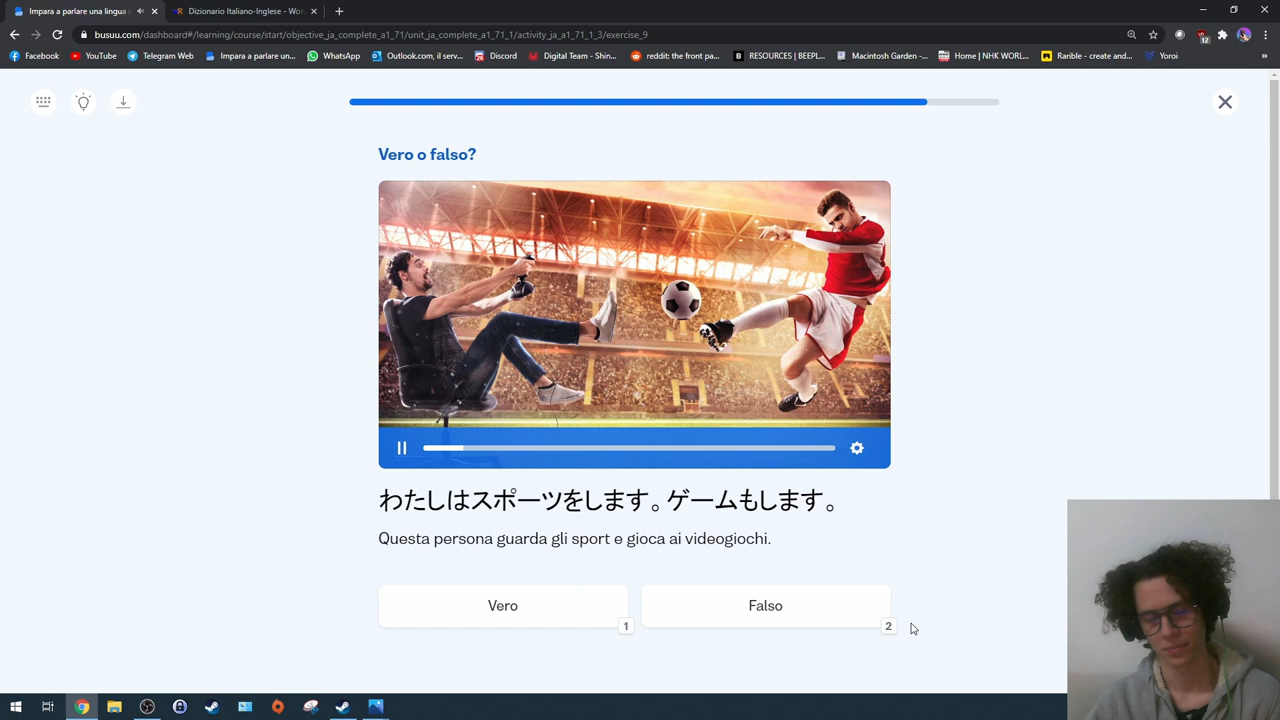 Impara a parlare una lingua
Dizionario Italiano-Inglese - Wor
busuu.com/dashboard#/learning/course/start/objective_ja_complete_a1_71/unit_ja_complete_a1_71_1/activity_ja_a1_71_1_3/exercise_9
12
Facebook YouTube Telegram Web Impara a parlare un... WhatsApp Outlook.com, il serv... Discord Digital Team - Shin... reddit: the front pa... RESOURCES | BEEPL... Macintosh Garden -... Home | NHK WORL... Rarible - create and... Yoroi
Vero o falso?
わたしはスポーツをします。ゲームもします。
Questa persona guarda gli sport e gioca ai videogiochi.
Vero
1
Falso
2